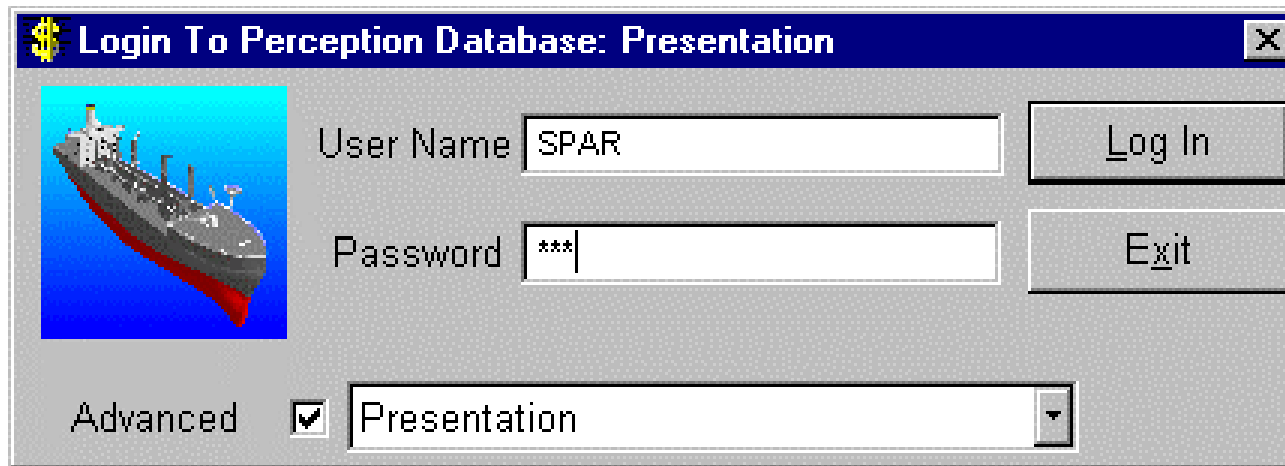 Login To Perception Database: Presentation
User Name SPAR Log In
Password *** Exit
Advanced Presentation